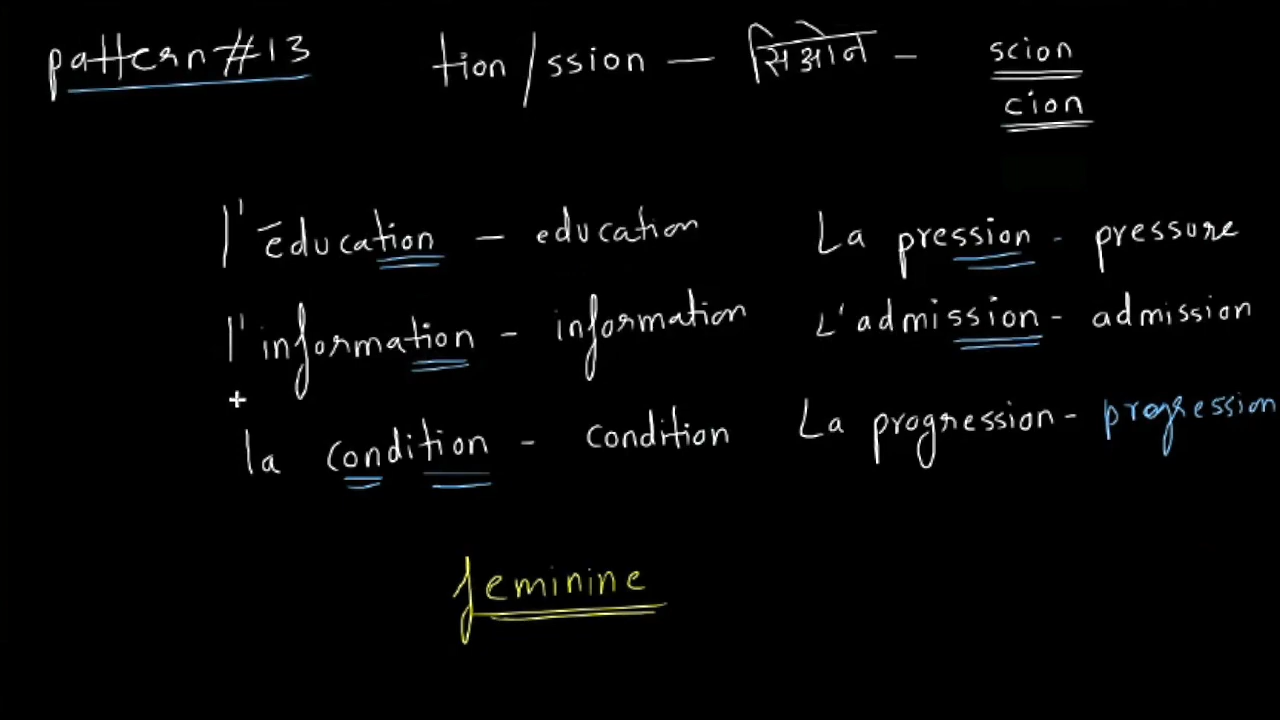 pattern #13 tion/ssion — सिओन - scion
cion
l'éducation - education La pression - pressure
l'information - information L'admission - admission
la condition - condition La progression - progression
feminine